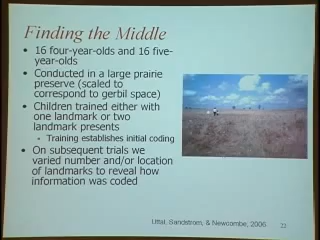 Finding the Middle
• 16 four-year-olds and 16 five-
year-olds
• Conducted in a large prairie
preserve (scaled to
correspond to gerbil space)
• Children trained either with
one landmark or two
landmark presents
• Training establishes initial coding
• On subsequent trials we
varied number and/or location
of landmarks to reveal how
information was coded
Uttal, Sandstrom, & Newcombe, 2006
22